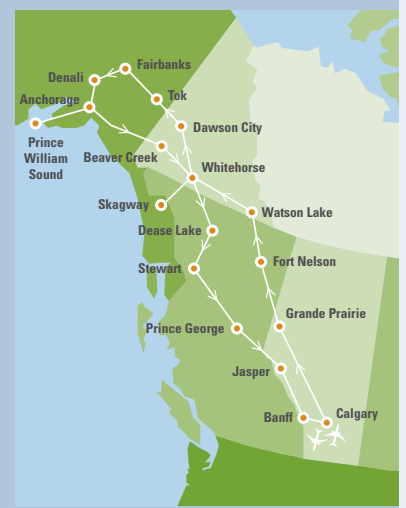 Fairbanks
Denali
Tok
Anchorage
Dawson City
Prince
William
Sound
Beaver Creek
Whitehorse
Skagway
Watson Lake
Dease Lake
Stewart
Fort Nelson
Grande Prairie
Prince George
Jasper
Banff
Calgary